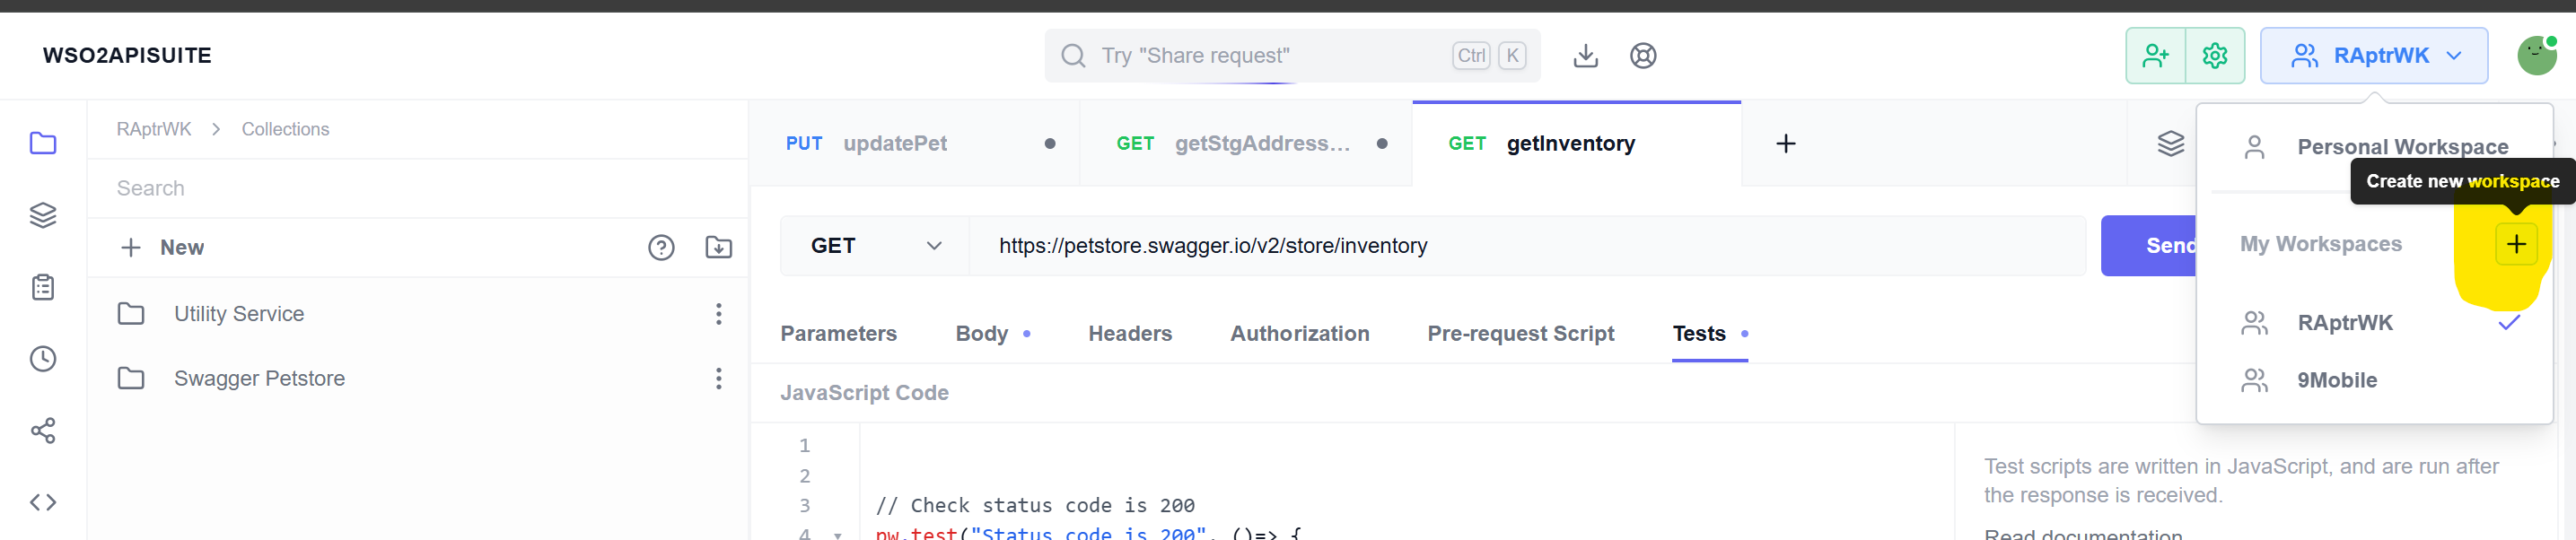 WSO2APISUITE
Try "Share request"
Ctrl K
RAptrWK
RAptrWK > Collections
Search
+ New
Utility Service
Swagger Petstore
PUT updatePet
GET getStgAddress...
GET getInventory
GET
https://petstore.swagger.io/v2/store/inventory
Send
Parameters
Body
Headers
Authorization
Pre-request Script
Tests
JavaScript Code
1
2
3 // Check status code is 200
4 pw.test("Status code is 200", ()=> {
Test scripts are written in JavaScript, and are run after
the response is received.
Read documentation
Personal Workspace
Create new workspace
My Workspaces
RAptrWK
9Mobile